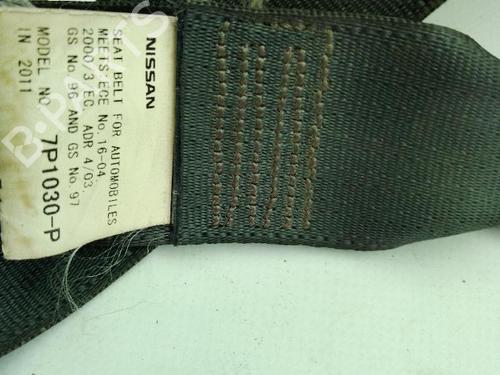 NISSAN
SEAT BELT FOR AUTOMOBILES
MEETS ECE No. 16-04,
2000/3 EC, ADR 4/03,
GS No. 96 AND GS No. 97
MODEL NO. 7P1030-P
IN 2011
B-PARTS